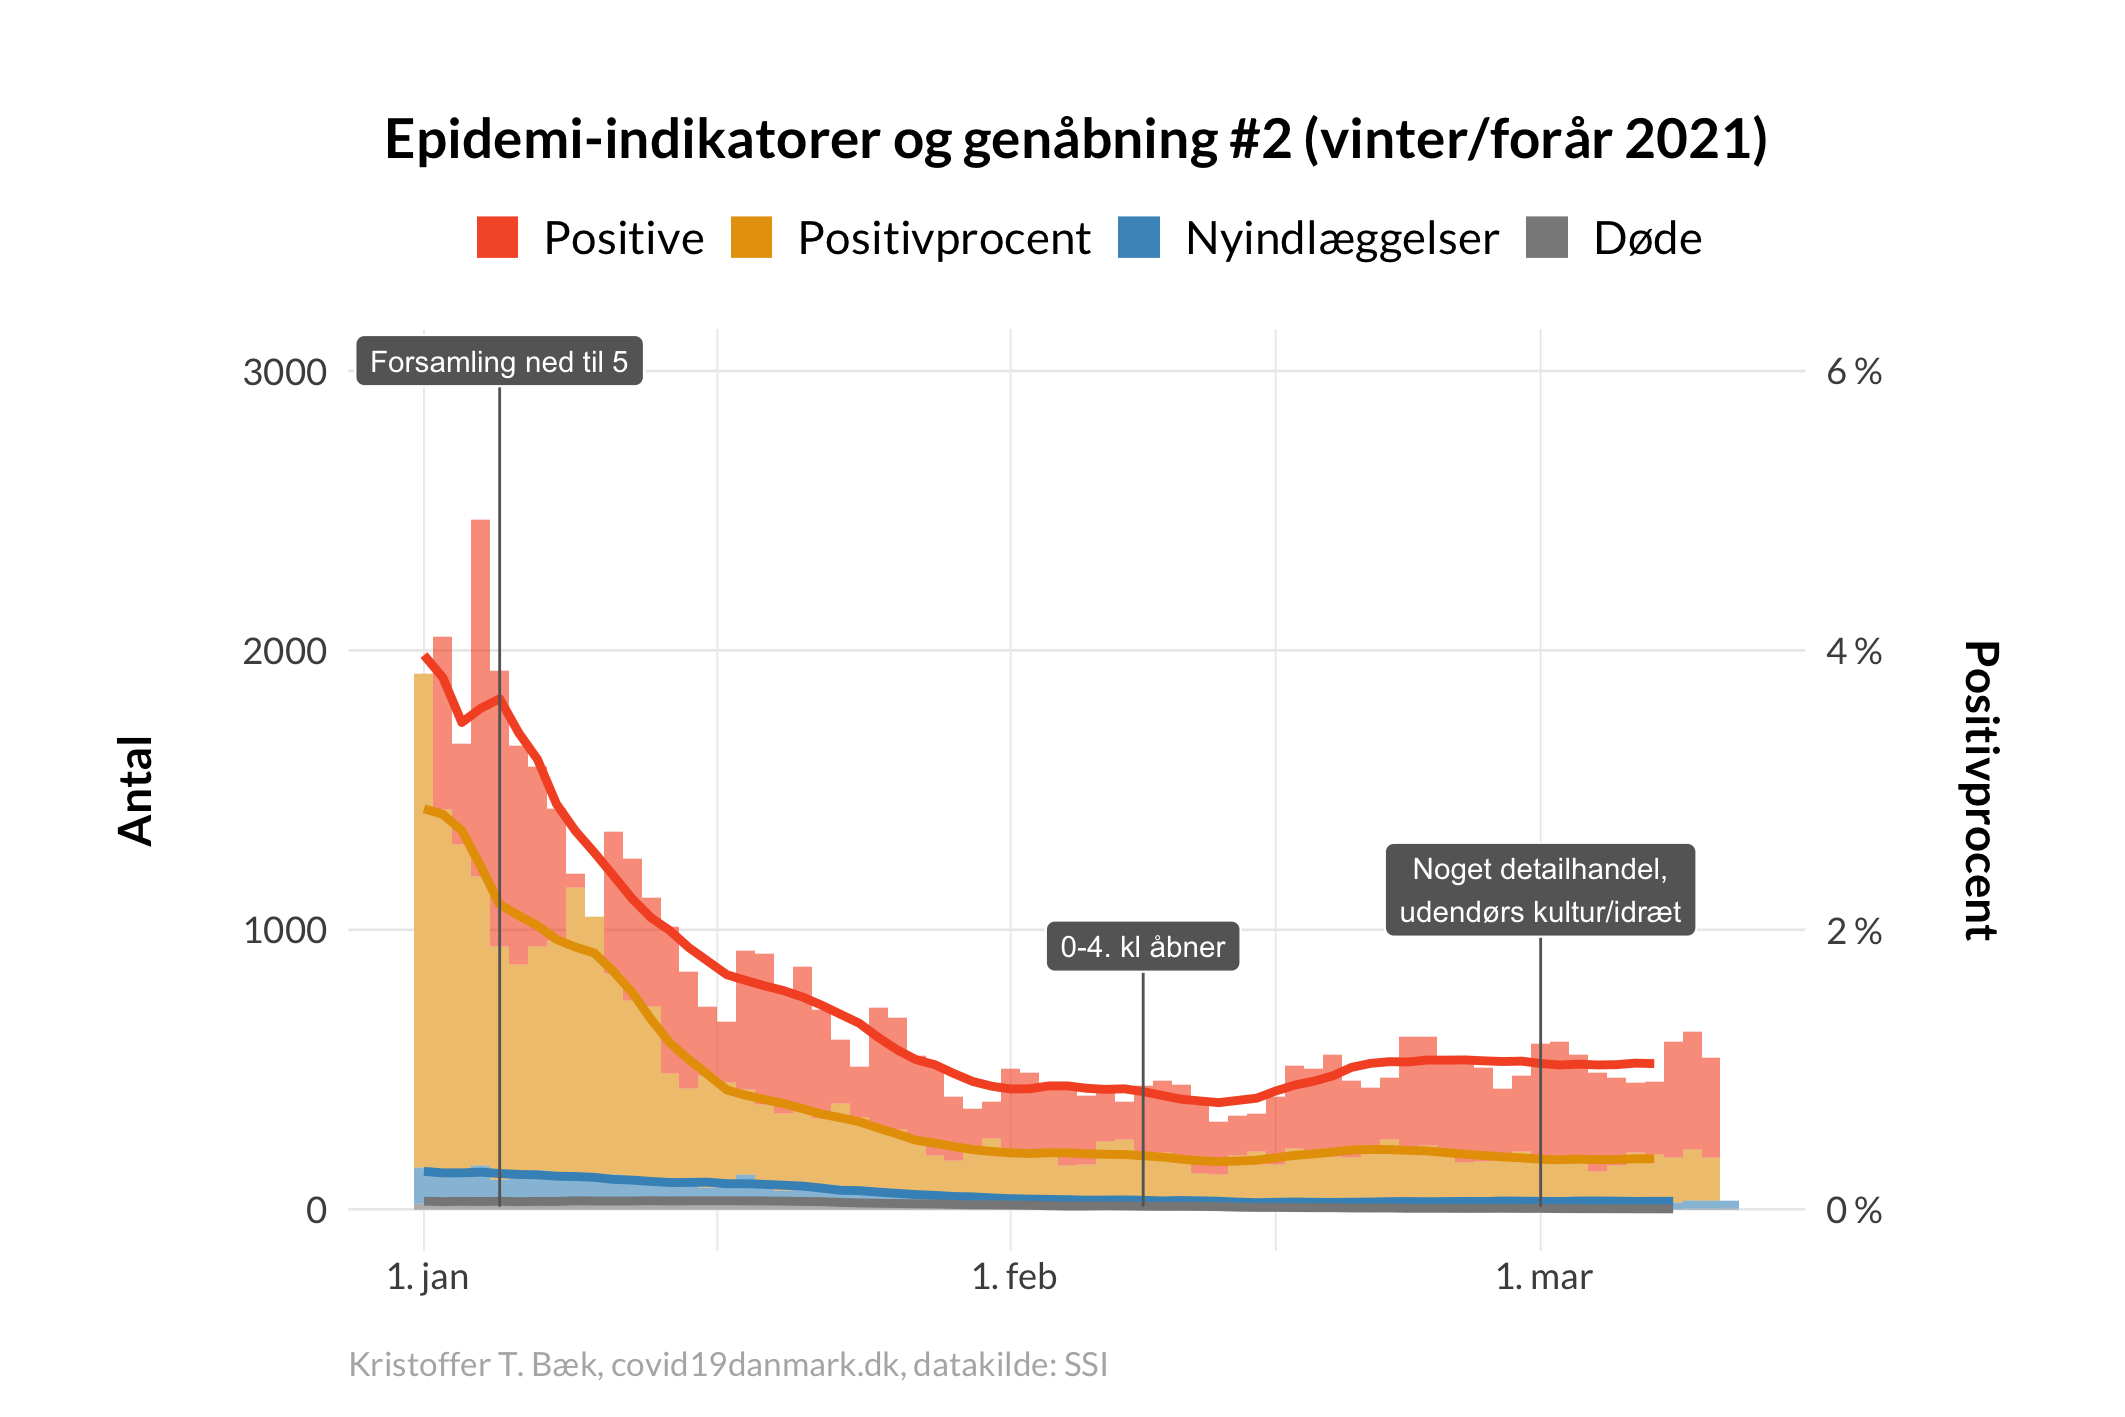 Epidemi-indikatorer og genåbning #2 (vinter/forår 2021)
Positive
Positivprocent
Nyindlæggelser
Døde
Antal
3000
2000
1000
0
Forsamling ned til 5
0-4. kl åbner
Noget detailhandel,
udendørs kultur/idræt
6 %
4 %
2 %
0 %
Positivprocent
1. jan
1. feb
1. mar
Kristoffer T. Bæk, covid19danmark.dk, datakilde: SSI